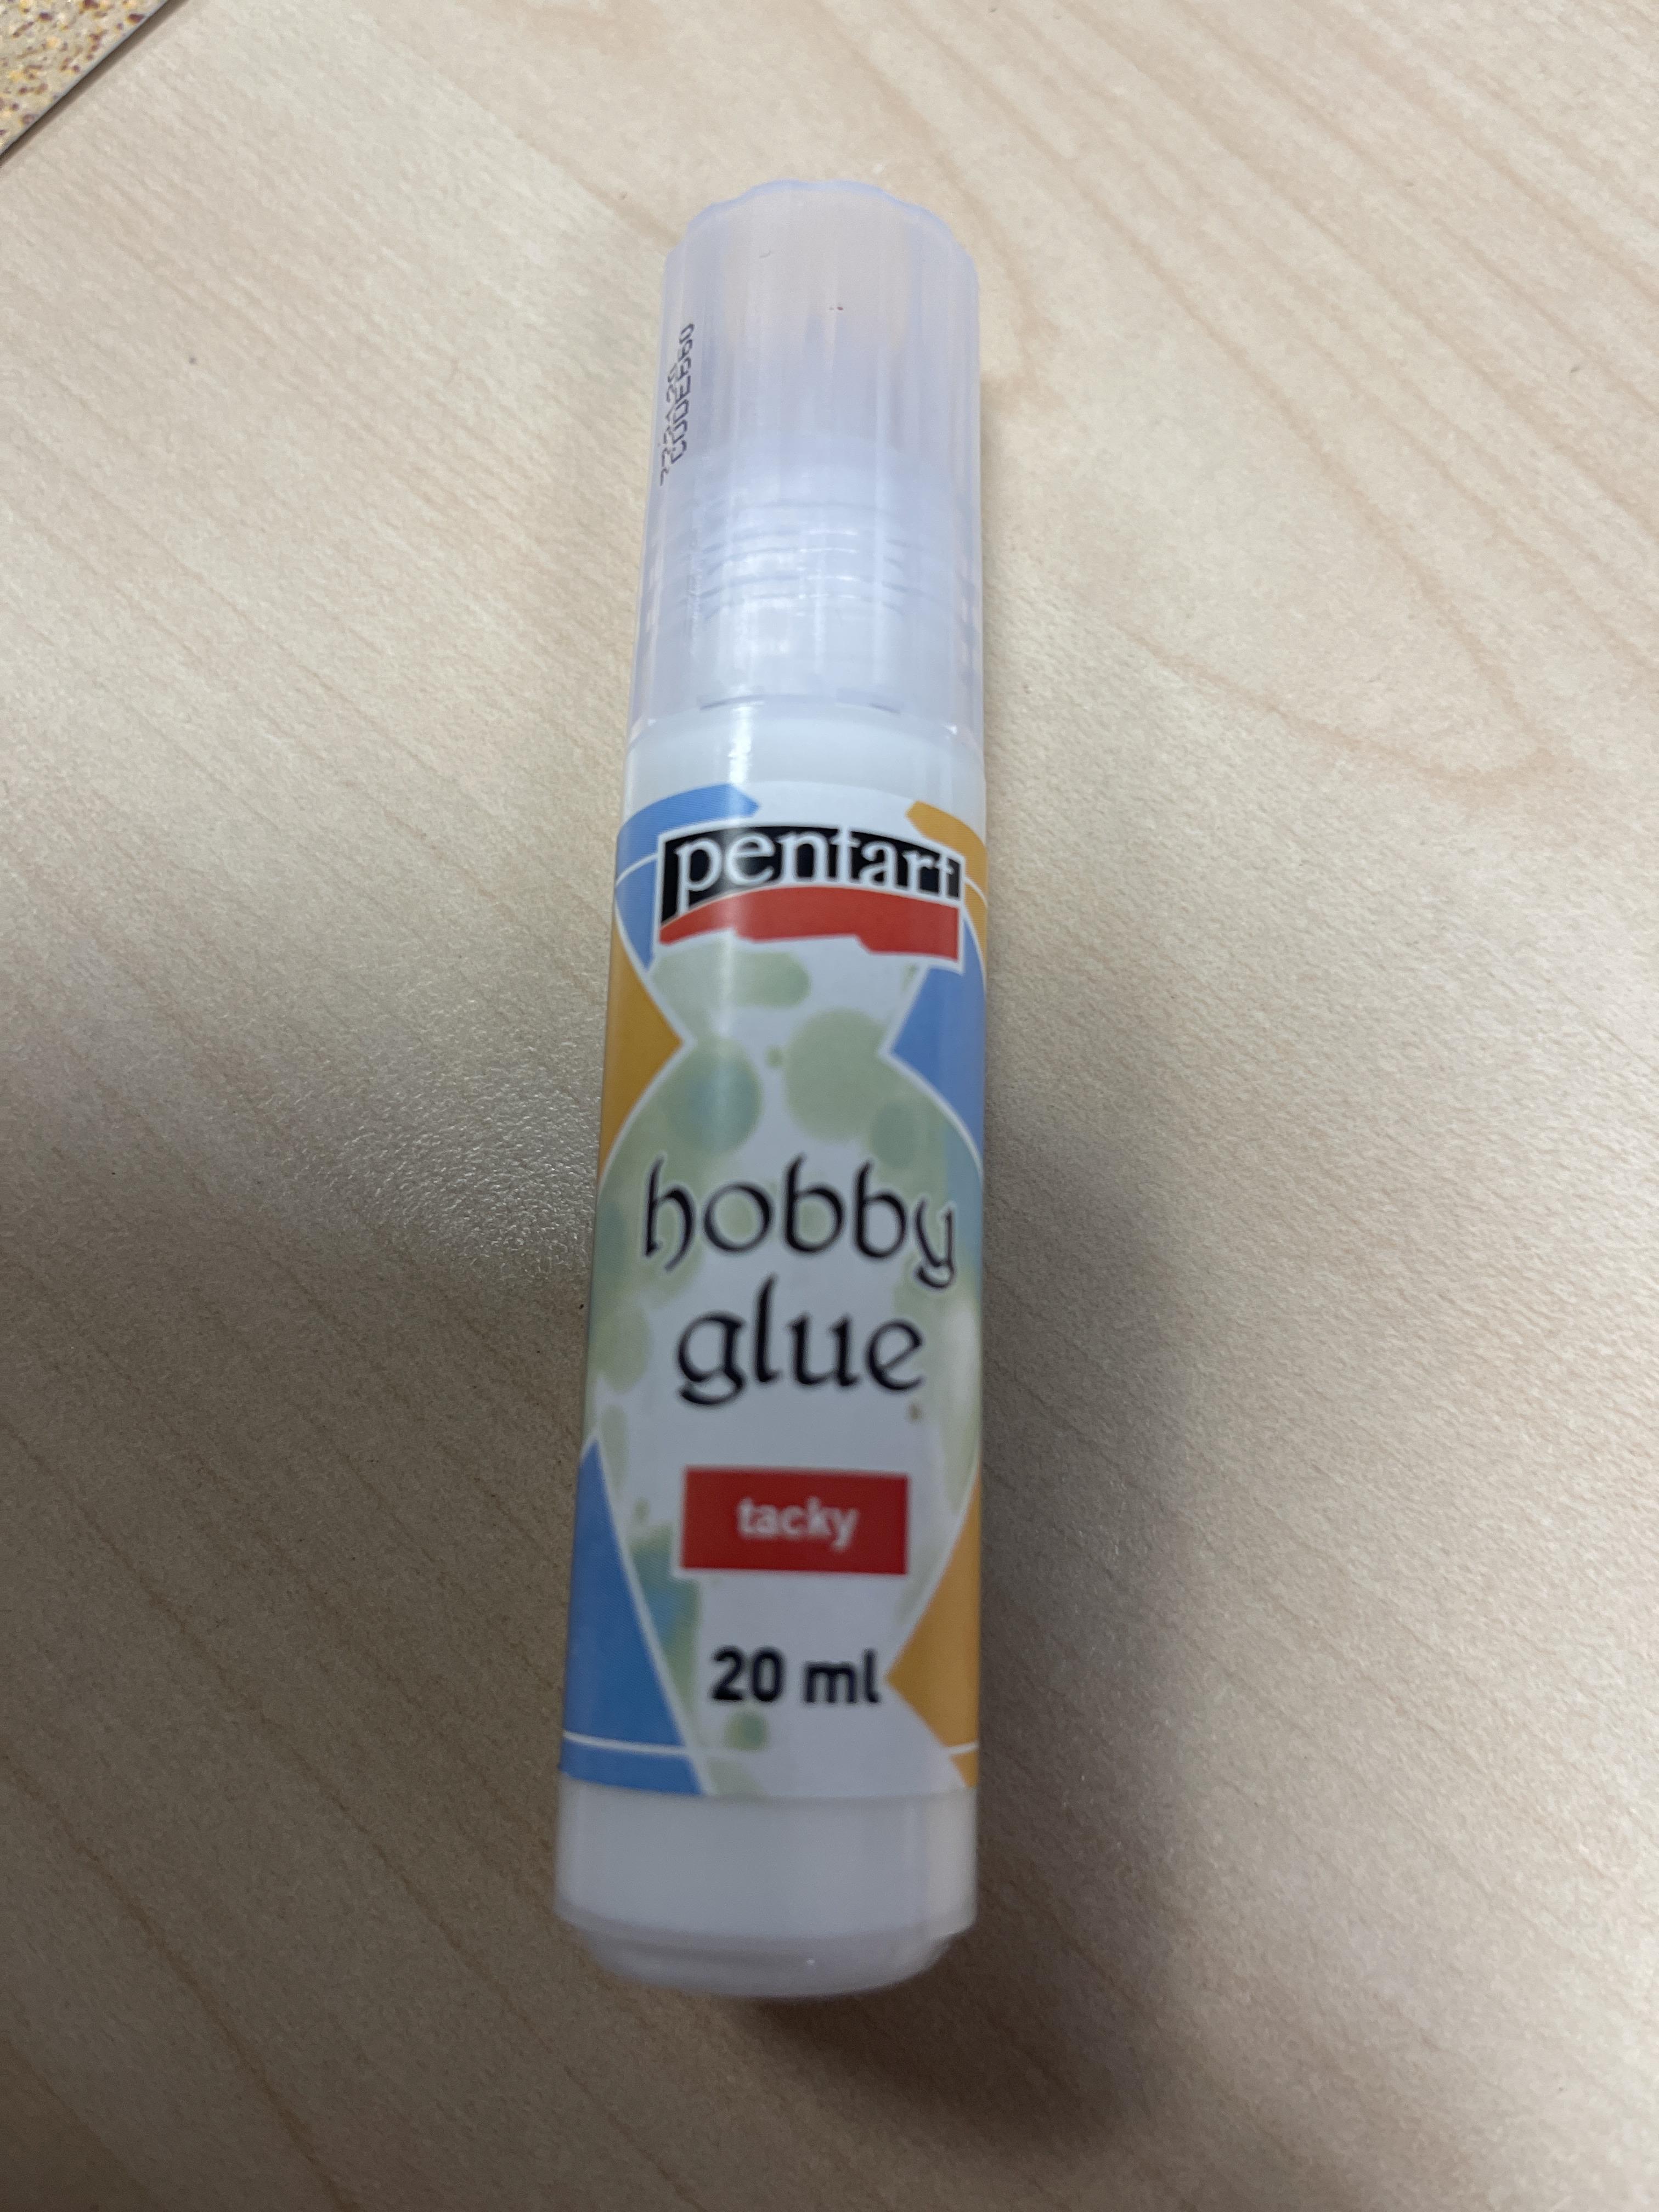 pentart
hobby
glue
tacky
20 ml